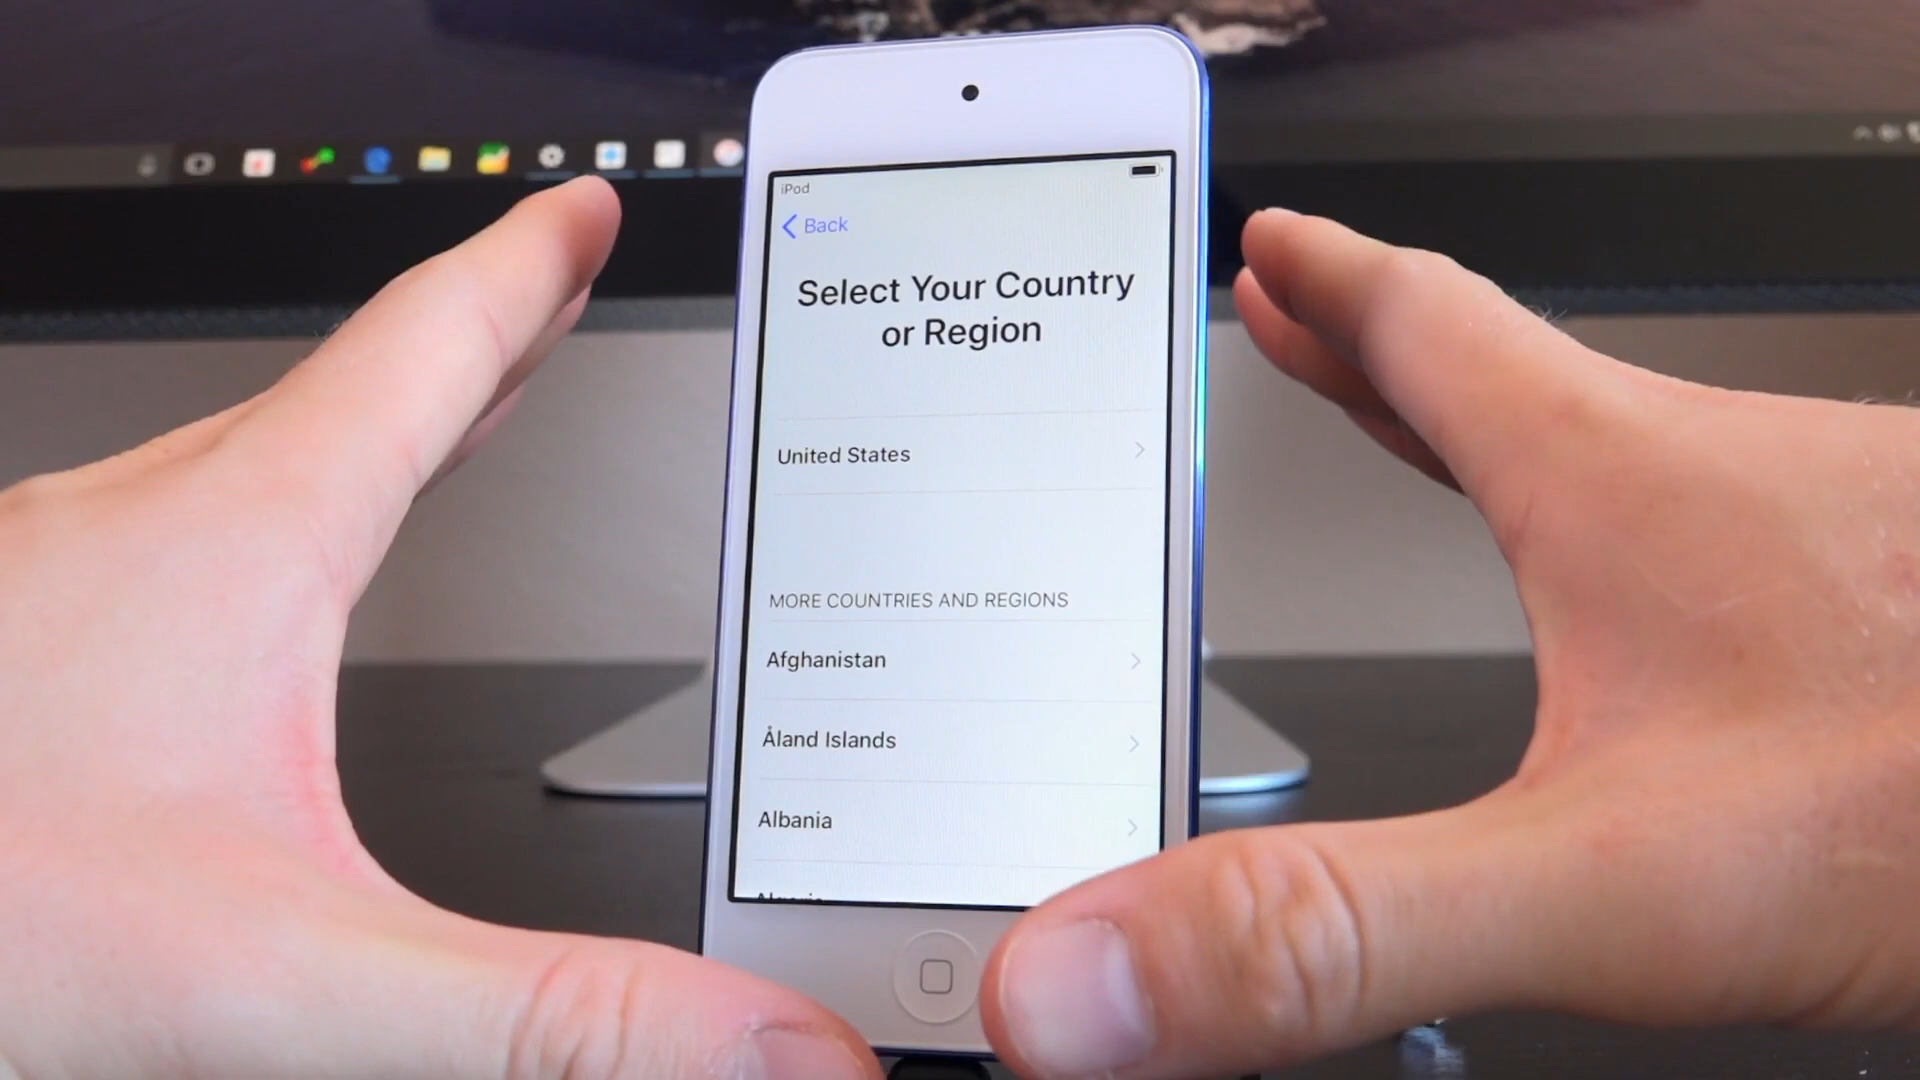 iPod
Back
Select Your Country
or Region
United States
MORE COUNTRIES AND REGIONS
Afghanistan
Åland Islands
Albania